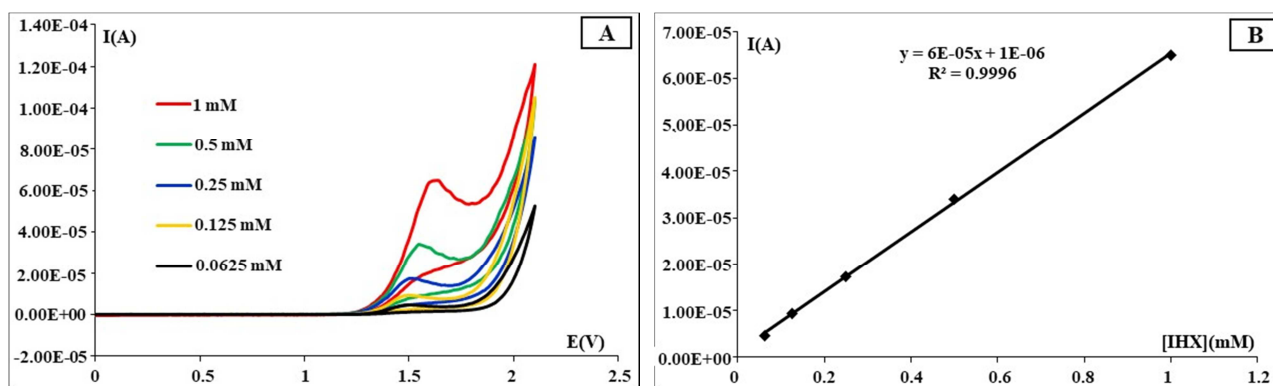 A
I(A)
1.40E-04
1.20E-04
1.00E-04
8.00E-05
6.00E-05
4.00E-05
2.00E-05
0.00E+00
-2.00E-05
1 mM
0.5 mM
0.25 mM
0.125 mM
0.0625 mM
E(V)
0 0.5 1 1.5 2 2.5
B
I(A)
y = 6E-05x + 1E-06
R² = 0.9996
7.00E-05
6.00E-05
5.00E-05
4.00E-05
3.00E-05
2.00E-05
1.00E-05
0.00E+00
[IHX](mM)
0 0.2 0.4 0.6 0.8 1 1.2